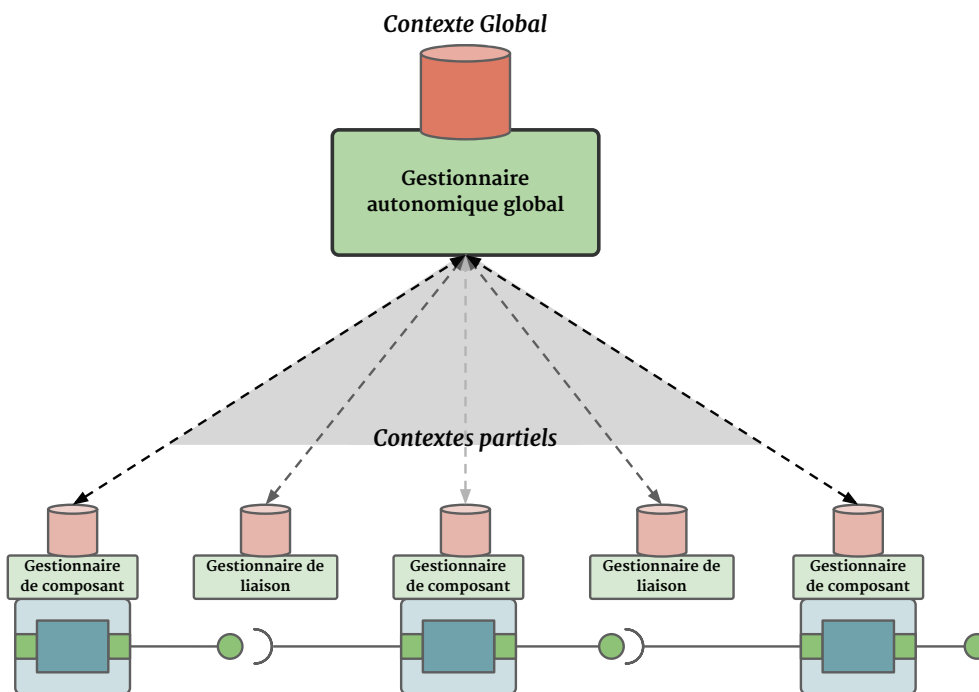 Contexte Global
Gestionnaire
autonomique global
Contextes partiels
Gestionnaire
de composant
Gestionnaire de
liaison
Gestionnaire
de composant
Gestionnaire de
liaison
Gestionnaire
de composant